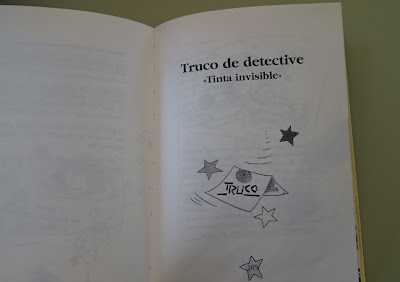 Truco de detective
«Tinta invisible»
TRUCO